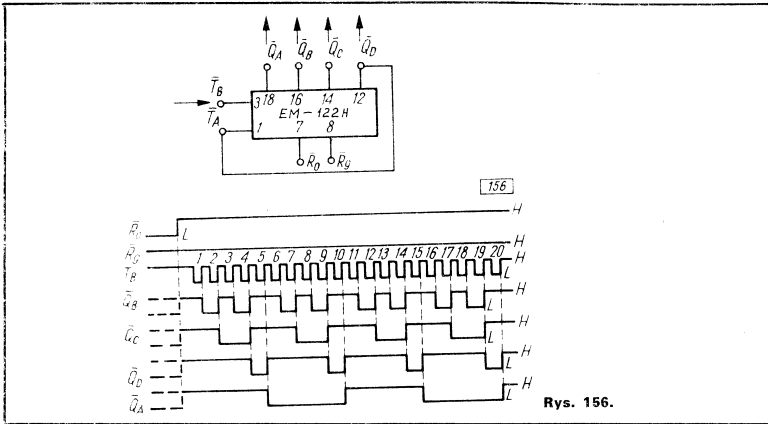 Q̄A Q̄B Q̄C Q̄D
T̄B
3 18 16 14 12
EM-122H
T̄A
1 7 8
R̄0 R̄9
156
R̄0 L H
R̄9 H
T̄B 1 2 3 4 5 6 7 8 9 10 11 12 13 14 15 16 17 18 19 20 H
L
Q̄B H
L
Q̄C H
L
H
Q̄D L
H
Q̄A L
Rys. 156.